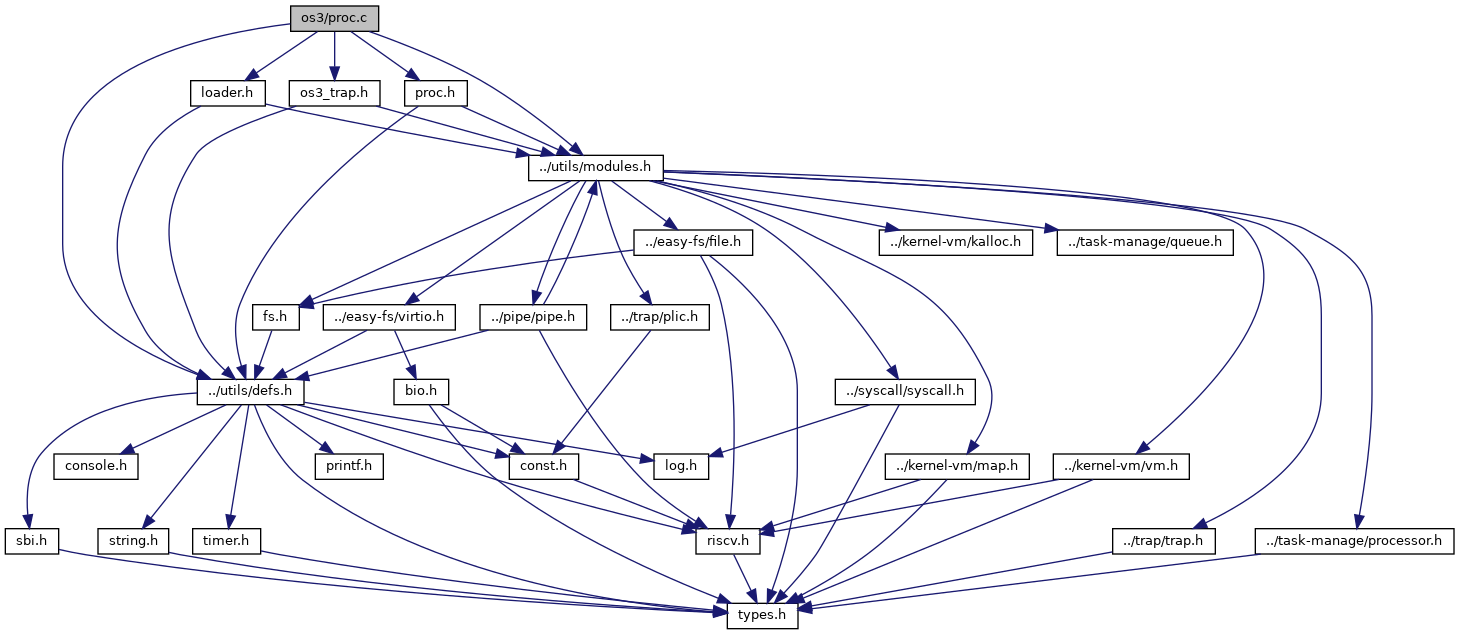 os3/proc.c
loader.h
os3_trap.h
proc.h
../utils/modules.h
../easy-fs/file.h
../kernel-vm/kalloc.h
../task-manage/queue.h
fs.h
../easy-fs/virtio.h
../pipe/pipe.h
../trap/plic.h
../utils/defs.h
bio.h
../syscall/syscall.h
console.h
printf.h
const.h
log.h
../kernel-vm/map.h
../kernel-vm/vm.h
sbi.h
string.h
timer.h
riscv.h
../trap/trap.h
../task-manage/processor.h
types.h